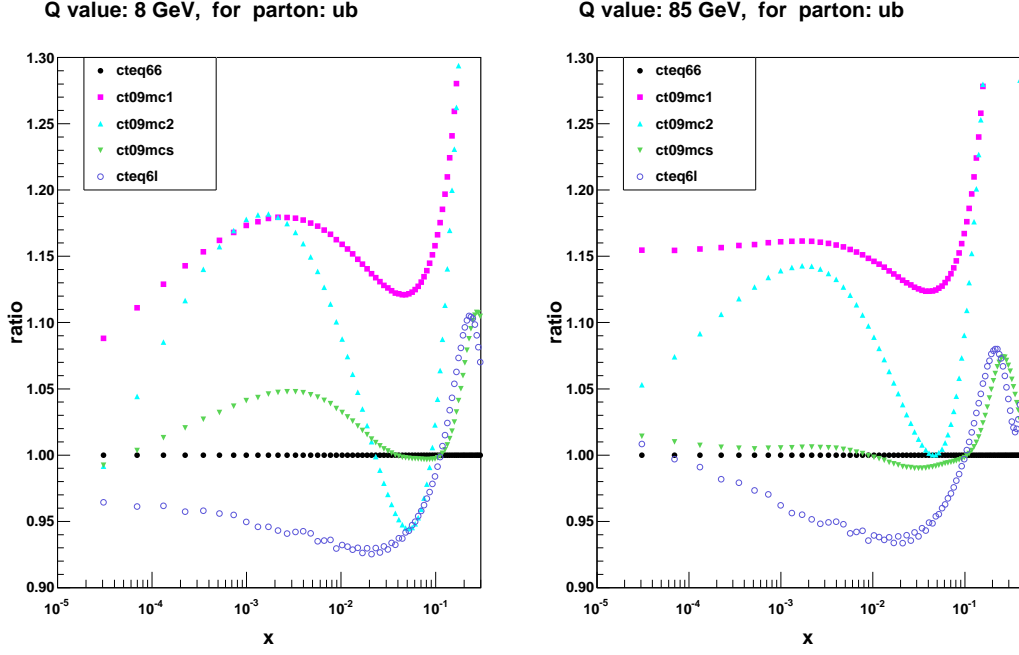 Q value: 8 GeV, for parton: ub
1.30
1.25
1.20
1.15
1.10
1.05
1.00
0.95
0.90
ratio
cteq66
ct09mc1
ct09mc2
ct09mcs
cteq6l
10-5
10-4
10-3
10-2
10-1
x
Q value: 85 GeV, for parton: ub
1.30
1.25
1.20
1.15
1.10
1.05
1.00
0.95
0.90
ratio
cteq66
ct09mc1
ct09mc2
ct09mcs
cteq6l
10-5
10-4
10-3
10-2
10-1
x